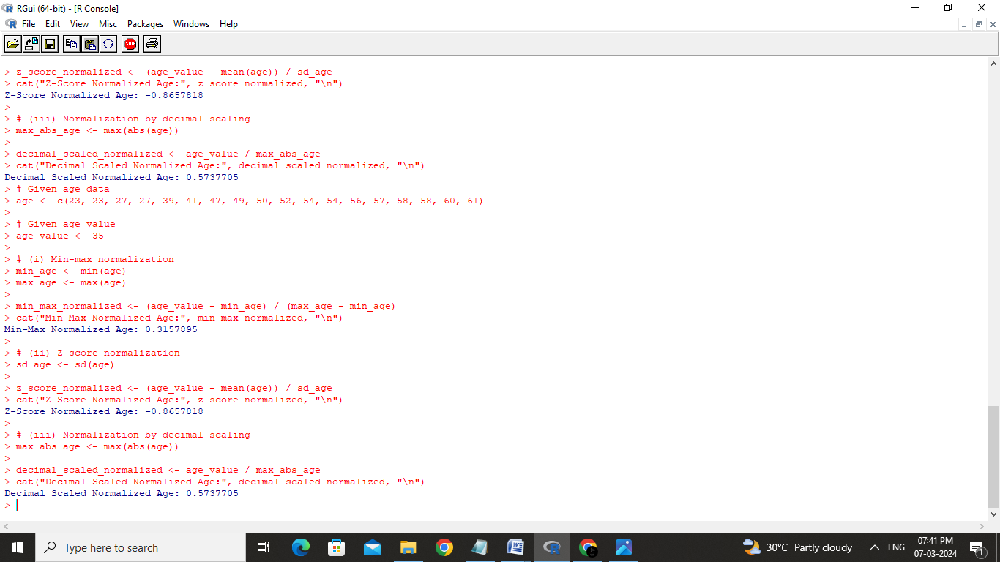 RGui (64-bit) - [R Console]
File Edit View Misc Packages Windows Help
STOP
> z_score_normalized <- (age_value - mean(age)) / sd_age
> cat("Z-Score Normalized Age:", z_score_normalized, "\n")
Z-Score Normalized Age: -0.8657818
>
> # (iii) Normalization by decimal scaling
> max_abs_age <- max(abs(age))
>
> decimal_scaled_normalized <- age_value / max_abs_age
> cat("Decimal Scaled Normalized Age:", decimal_scaled_normalized, "\n")
Decimal Scaled Normalized Age: 0.5737705
> # Given age data
> age <- c(23, 23, 27, 27, 39, 41, 47, 49, 50, 52, 54, 54, 56, 57, 58, 58, 60, 61)
>
> # Given age value
> age_value <- 35
>
> # (i) Min-max normalization
> min_age <- min(age)
> max_age <- max(age)
>
> min_max_normalized <- (age_value - min_age) / (max_age - min_age)
> cat("Min-Max Normalized Age:", min_max_normalized, "\n")
Min-Max Normalized Age: 0.3157895
>
> # (ii) Z-score normalization
> sd_age <- sd(age)
>
> z_score_normalized <- (age_value - mean(age)) / sd_age
> cat("Z-Score Normalized Age:", z_score_normalized, "\n")
Z-Score Normalized Age: -0.8657818
>
> # (iii) Normalization by decimal scaling
> max_abs_age <- max(abs(age))
>
> decimal_scaled_normalized <- age_value / max_abs_age
> cat("Decimal Scaled Normalized Age:", decimal_scaled_normalized, "\n")
Decimal Scaled Normalized Age: 0.5737705
>
Type here to search
30°C Partly cloudy
ENG
07:41 PM
07-03-2024
1